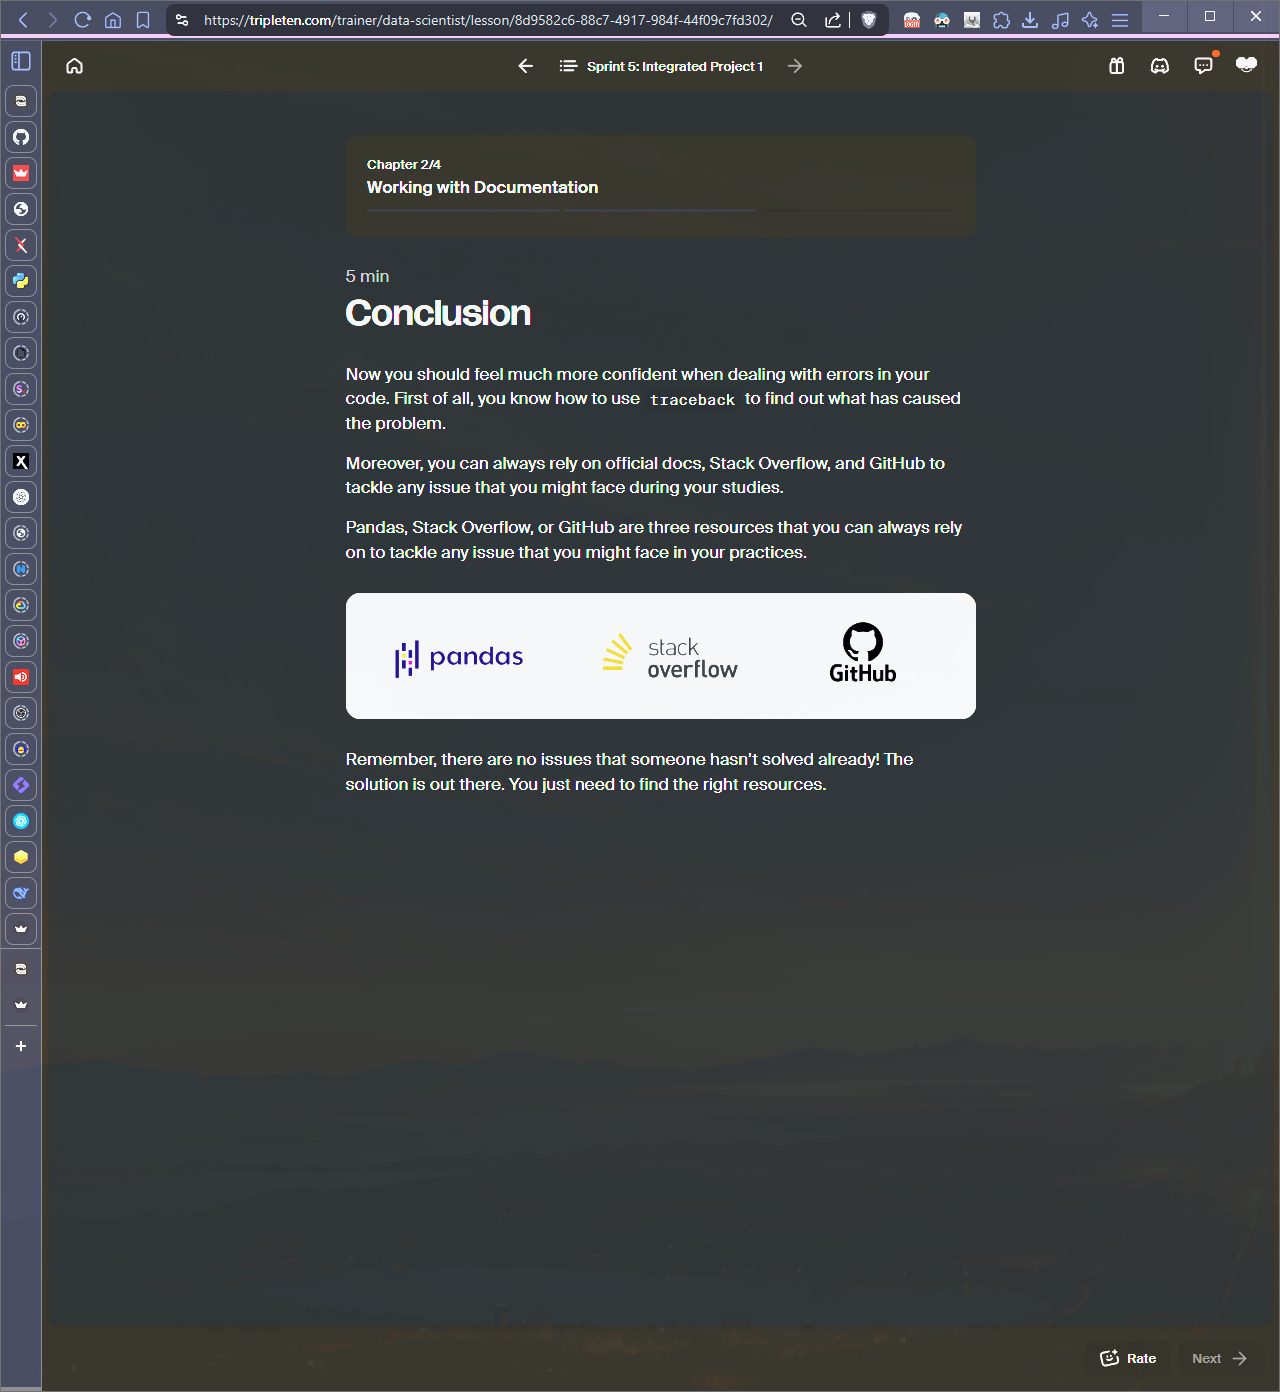 https://tripleten.com/trainer/data-scientist/lesson/8d9582c6-88c7-4917-984f-44f09c7fd302/
Sprint 5: Integrated Project 1
Chapter 2/4
Working with Documentation
5 min
Conclusion
Now you should feel much more confident when dealing with errors in your
code. First of all, you know how to use traceback to find out what has caused
the problem.
Moreover, you can always rely on official docs, Stack Overflow, and GitHub to
tackle any issue that you might face during your studies.
Pandas, Stack Overflow, or GitHub are three resources that you can always rely
on to tackle any issue that you might face in your practices.
pandas
stack
overflow
GitHub
Remember, there are no issues that someone hasn't solved already! The
solution is out there. You just need to find the right resources.
Rate
Next